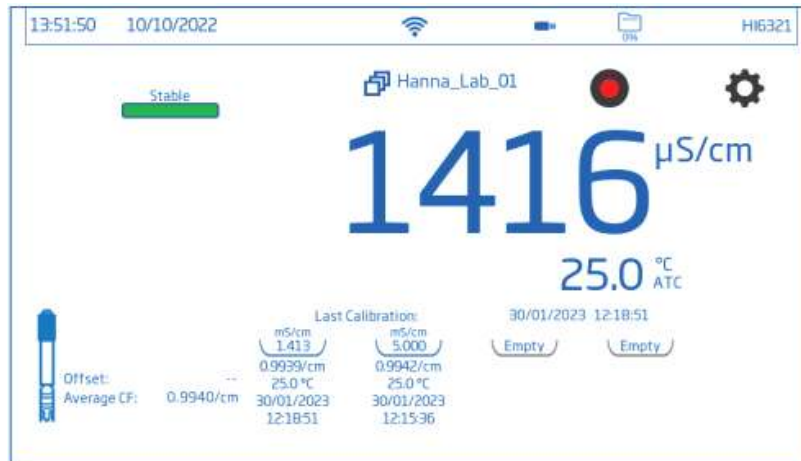 13:51:50 10/10/2022 HI6321
0%
Hanna_Lab_01
Stable
1416 µS/cm
25.0 °C
ATC
Last Calibration: 30/01/2023 12:18:51
mS/cm mS/cm
1.413 5.000 Empty Empty
0.9939/cm 0.9942/cm
Offset: -- 25.0 °C 25.0 °C
Average CF: 0.9940/cm 30/01/2023 30/01/2023
12:18:51 12:15:36